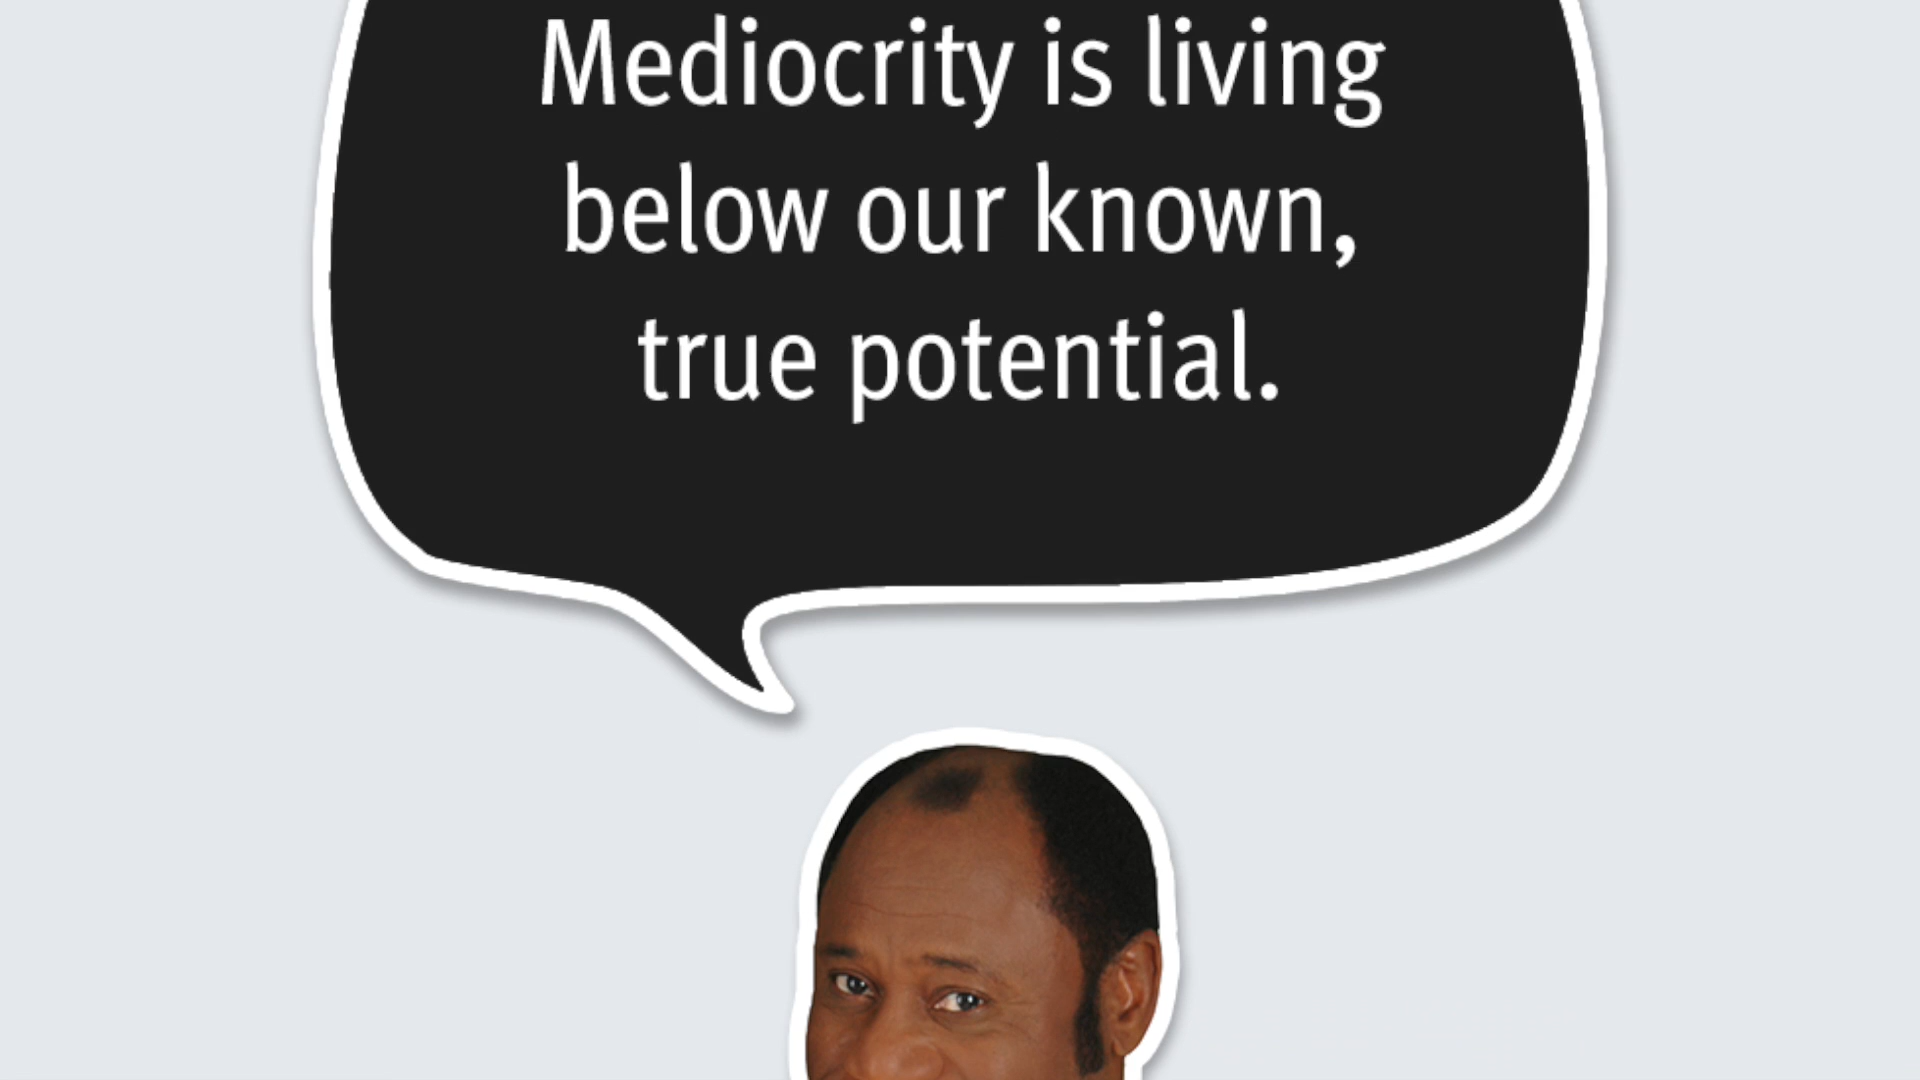 Mediocrity is living
below our known,
true potential.